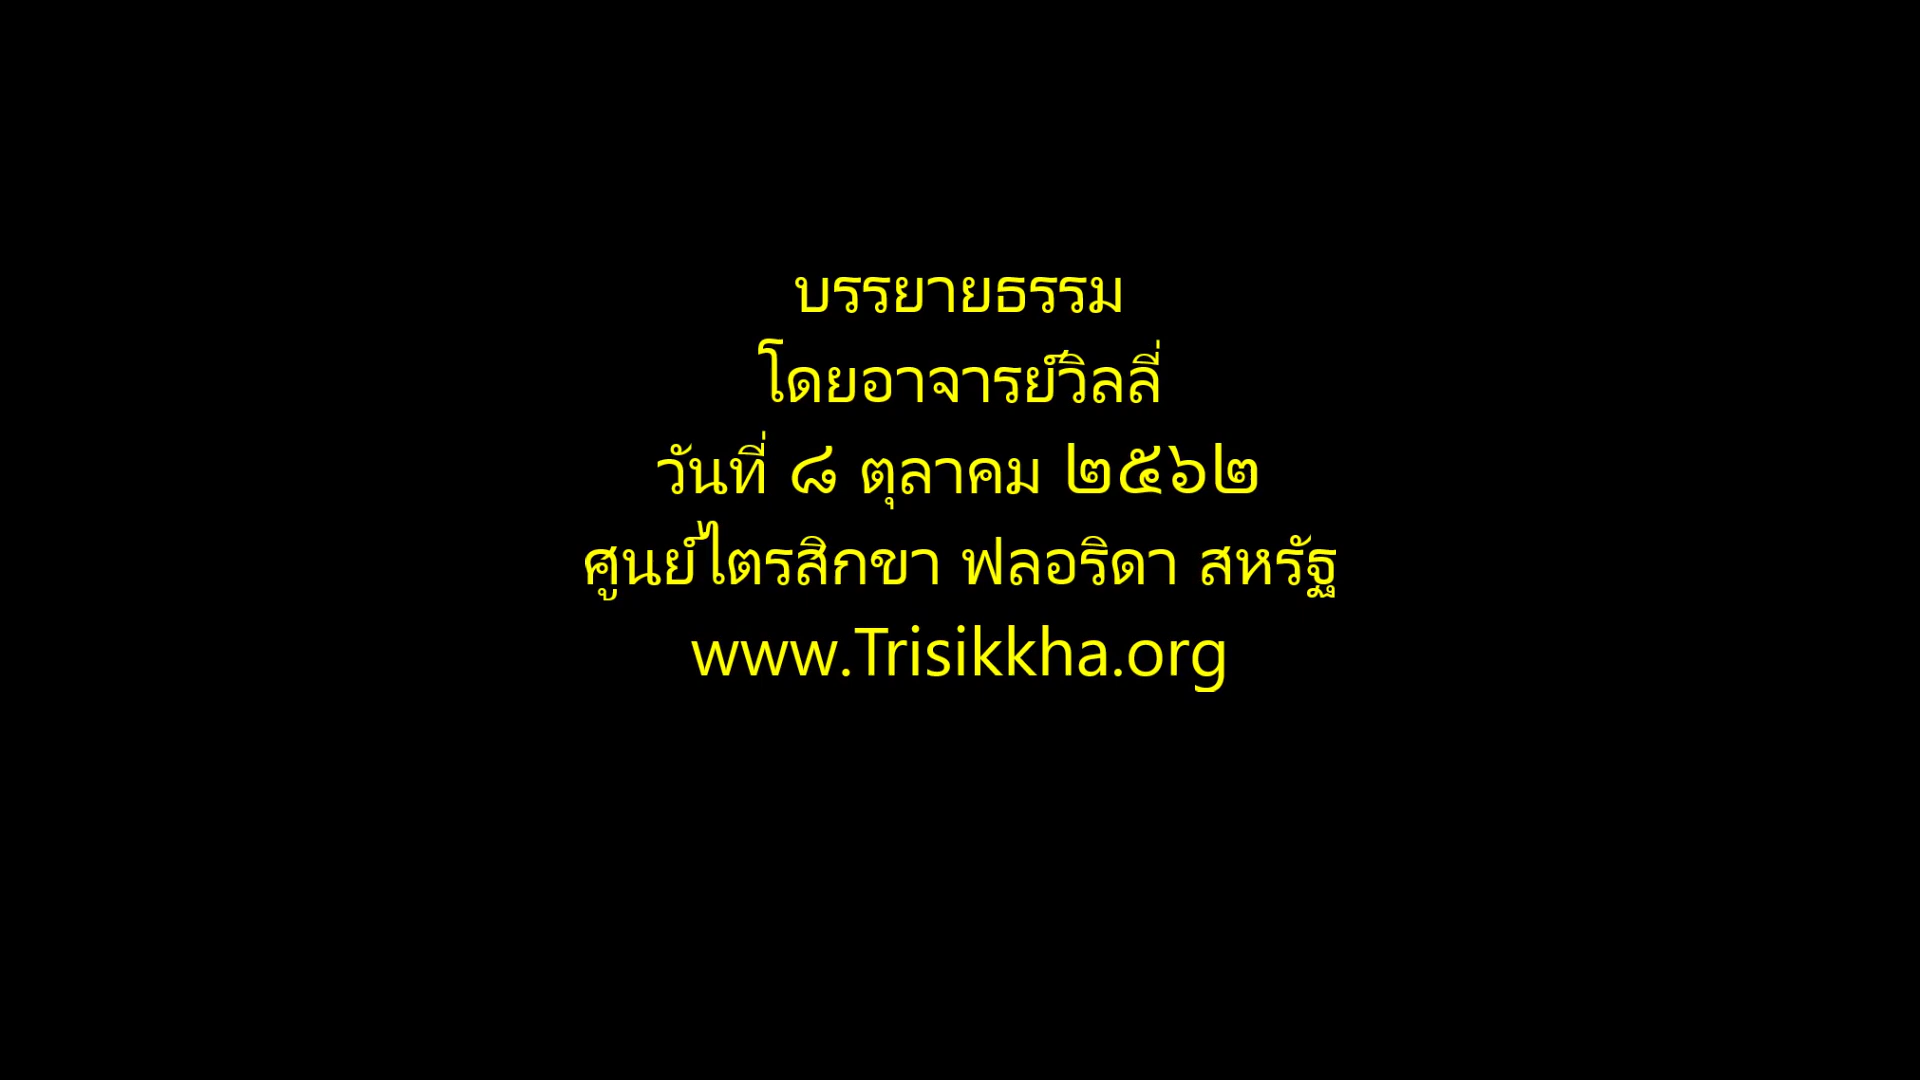 บรรยายธรรม
โดยอาจารย์วิลลี่
วันที่ ๘ ตุลาคม ๒๕๖๒
ศูนย์ไตรสิกขา ฟลอริดา สหรัฐ
www.Trisikkha.org